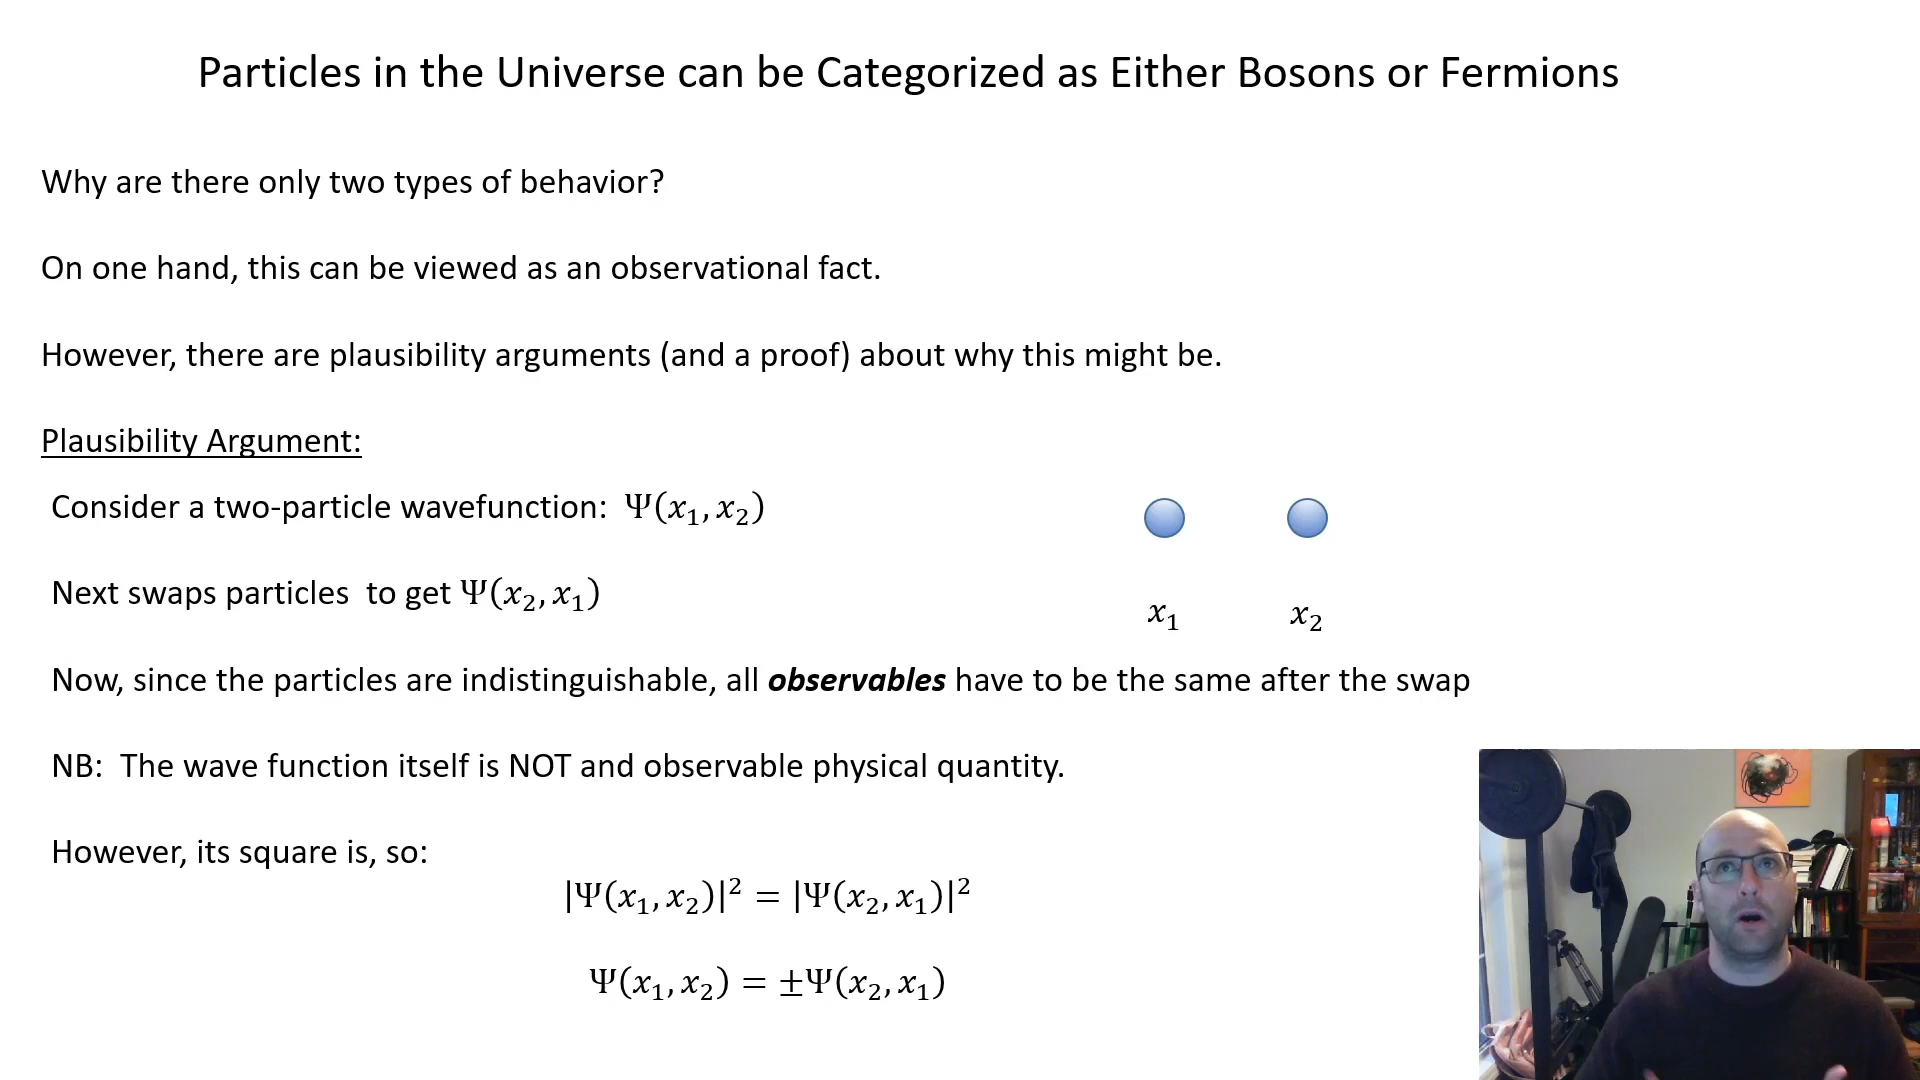 Particles in the Universe can be Categorized as Either Bosons or Fermions
Why are there only two types of behavior?
On one hand, this can be viewed as an observational fact.
However, there are plausibility arguments (and a proof) about why this might be.
Plausibility Argument:
Consider a two-particle wavefunction: Ψ(x₁, x₂)
Next swaps particles to get Ψ(x₂, x₁)
x₁ x₂
Now, since the particles are indistinguishable, all observables have to be the same after the swap
NB: The wave function itself is NOT and observable physical quantity.
However, its square is, so:
|Ψ(x₁, x₂)|² = |Ψ(x₂, x₁)|²
Ψ(x₁, x₂) = ±Ψ(x₂, x₁)